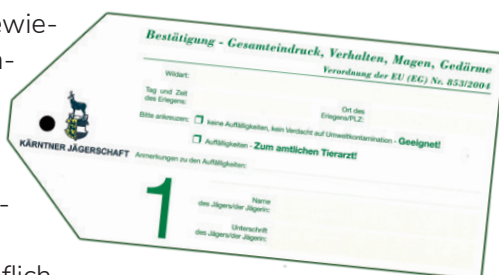 ewie-
n-
Bestätigung - Gesamteindruck, Verhalten, Magen, Gedärme
Verordnung der EU (EG) Nr. 853/2004
Wildart:
Tag und Zeit
des Erlegens:
Ort des
Erlegens/PLZ:
Bitte ankreuzen:
keine Auffälligkeiten, kein Verdacht auf Umweltkontamination - Geeignet!
Auffälligkeiten - Zum amtlichen Tierarzt!
KÄRNTNER JÄGERSCHAFT
Anmerkungen zu den Auffälligkeiten:
1
Name
des Jägers/der Jägerin:
Unterschrift
des Jägers/der Jägerin:
-
flich